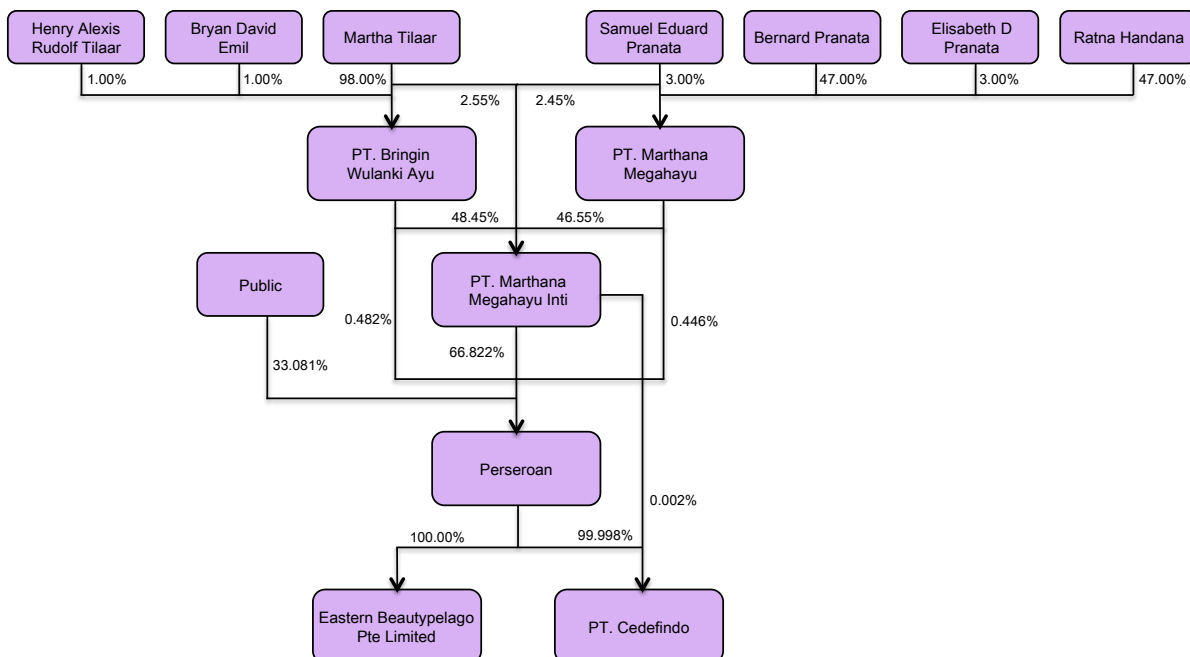 Henry Alexis
Rudolf Tilaar
Bryan David
Emil
Martha Tilaar
Samuel Eduard
Pranata
Bernard Pranata
Elisabeth D
Pranata
Ratna Handana
1.00%
1.00%
98.00%
3.00%
47.00%
3.00%
47.00%
2.55%
2.45%
PT. Bringin
Wulanki Ayu
PT. Marthana
Megahayu
48.45%
46.55%
Public
PT. Marthana
Megahayu Inti
0.482%
0.446%
33.081%
66.822%
Perseroan
0.002%
100.00%
99.998%
Eastern Beautypelago
Pte Limited
PT. Cedefindo